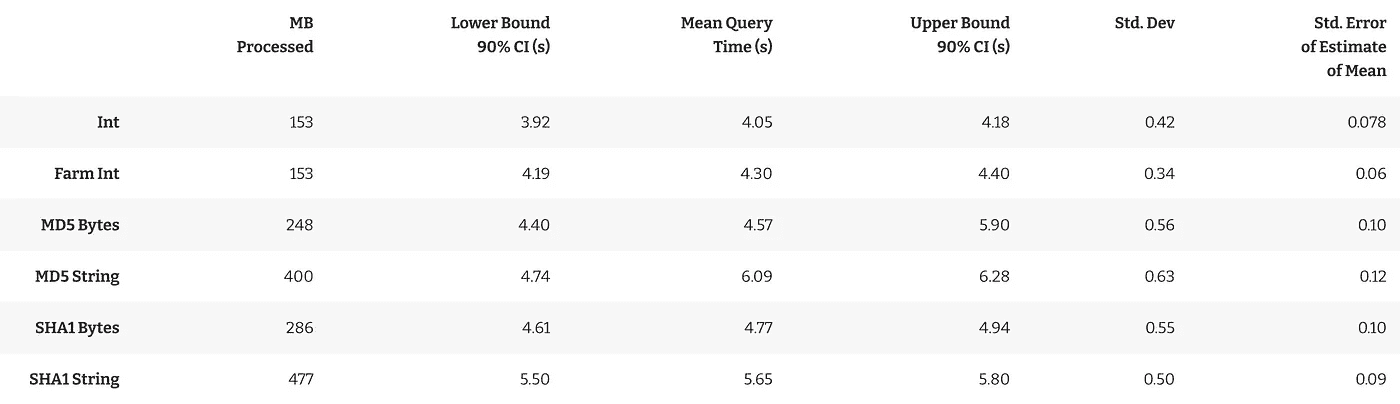 MB Processed Lower Bound 90% CI (s) Mean Query Time (s) Upper Bound 90% CI (s) Std. Dev Std. Error of Estimate of Mean
Int 153 3.92 4.05 4.18 0.42 0.078
Farm Int 153 4.19 4.30 4.40 0.34 0.06
MD5 Bytes 248 4.40 4.57 5.90 0.56 0.10
MD5 String 400 4.74 6.09 6.28 0.63 0.12
SHA1 Bytes 286 4.61 4.77 4.94 0.55 0.10
SHA1 String 477 5.50 5.65 5.80 0.50 0.09